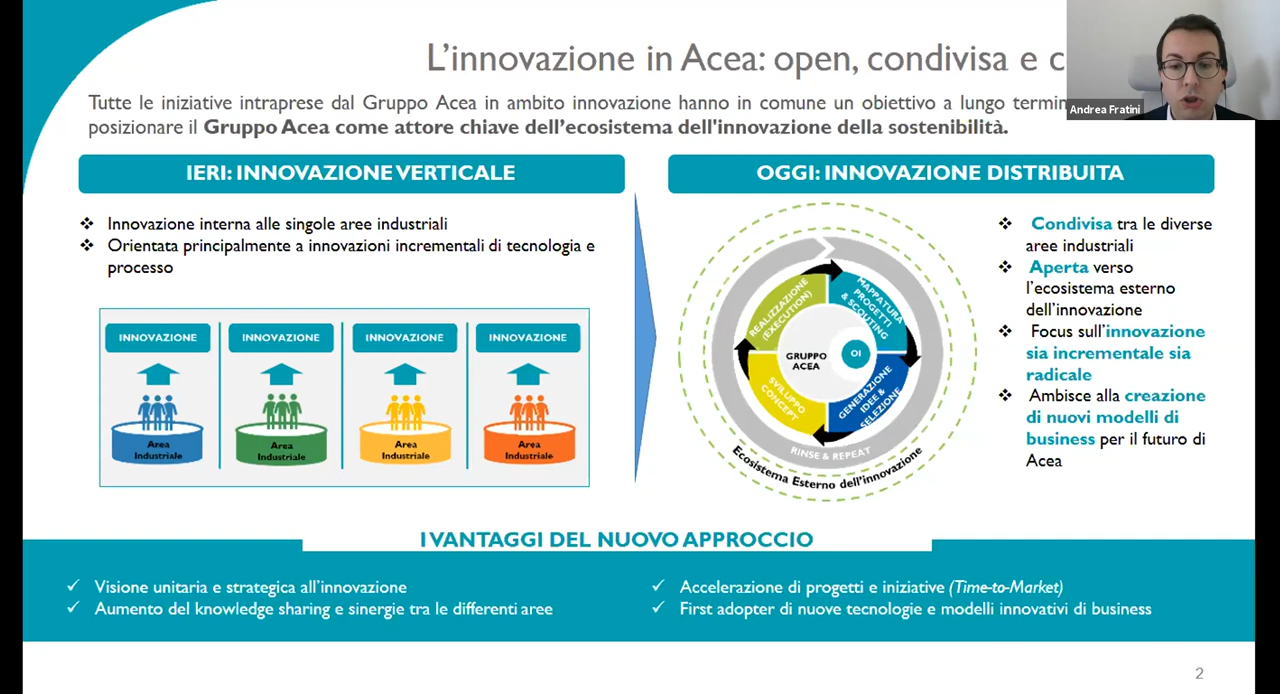 L'innovazione in Acea: open, condivisa e
Andrea Fratini
Tutte le iniziative intraprese dal Gruppo Acea in ambito innovazione hanno in comune un obiettivo a lungo
posizionare il Gruppo Acea come attore chiave dell'ecosistema dell'innovazione della sostenibilità.
IERI: INNOVAZIONE VERTICALE
❖ Innovazione interna alle singole aree industriali
❖ Orientata principalmente a innovazioni incrementali di tecnologia e
processo
INNOVAZIONE INNOVAZIONE INNOVAZIONE INNOVAZIONE
Area Area Area Area
Industriale Industriale Industriale Industriale
OGGI: INNOVAZIONE DISTRIBUITA
REALIZZAZIONE
(EXECUTION)
MAPPATURA
PROGETTI
& SCOUTING
GRUPPO
ACEA
OI
SVILUPPO
CONCEPT
GENERAZIONE
IDEE &
SELEZIONE
RINSE & REPEAT
Ecosistema Esterno dell'innovazione
❖ Condivisa tra le diverse
aree industriali
❖ Aperta verso
l'ecosistema esterno
dell'innovazione
❖ Focus sull'innovazione
sia incrementale sia
radicale
❖ Ambisce alla creazione
di nuovi modelli di
business per il futuro di
Acea
I VANTAGGI DEL NUOVO APPROCCIO
✓ Visione unitaria e strategica all'innovazione
✓ Aumento del knowledge sharing e sinergie tra le differenti aree
✓ Accelerazione di progetti e iniziative (Time-to-Market)
✓ First adopter di nuove tecnologie e modelli innovativi di business
2